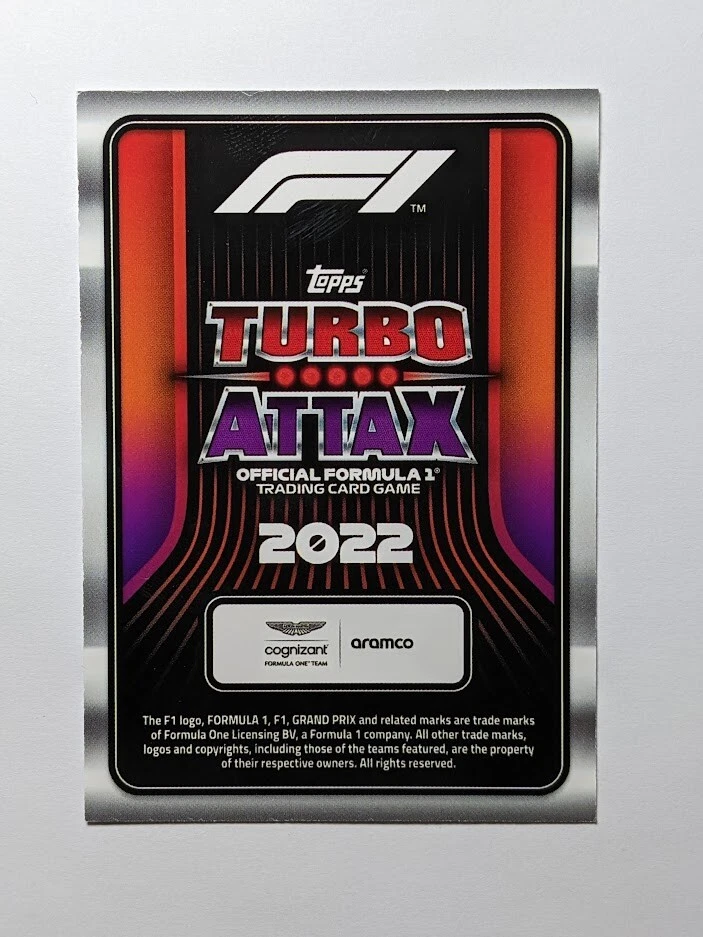 F1 TM
Topps®
TURBO
ATTAX
OFFICIAL FORMULA 1®
TRADING CARD GAME
2022
cognizant
FORMULA ONE™ TEAM
aramco
The F1 logo, FORMULA 1, F1, GRAND PRIX and related marks are trade marks
of Formula One Licensing BV, a Formula 1 company. All other trade marks,
logos and copyrights, including those of the teams featured, are the property
of their respective owners. All rights reserved.